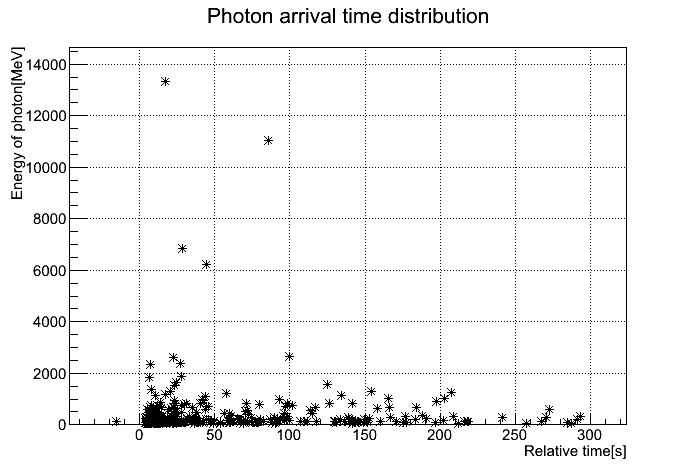 Photon arrival time distribution
Energy of photon[MeV]
14000
12000
10000
8000
6000
4000
2000
0
0 50 100 150 200 250 300
Relative time[s]